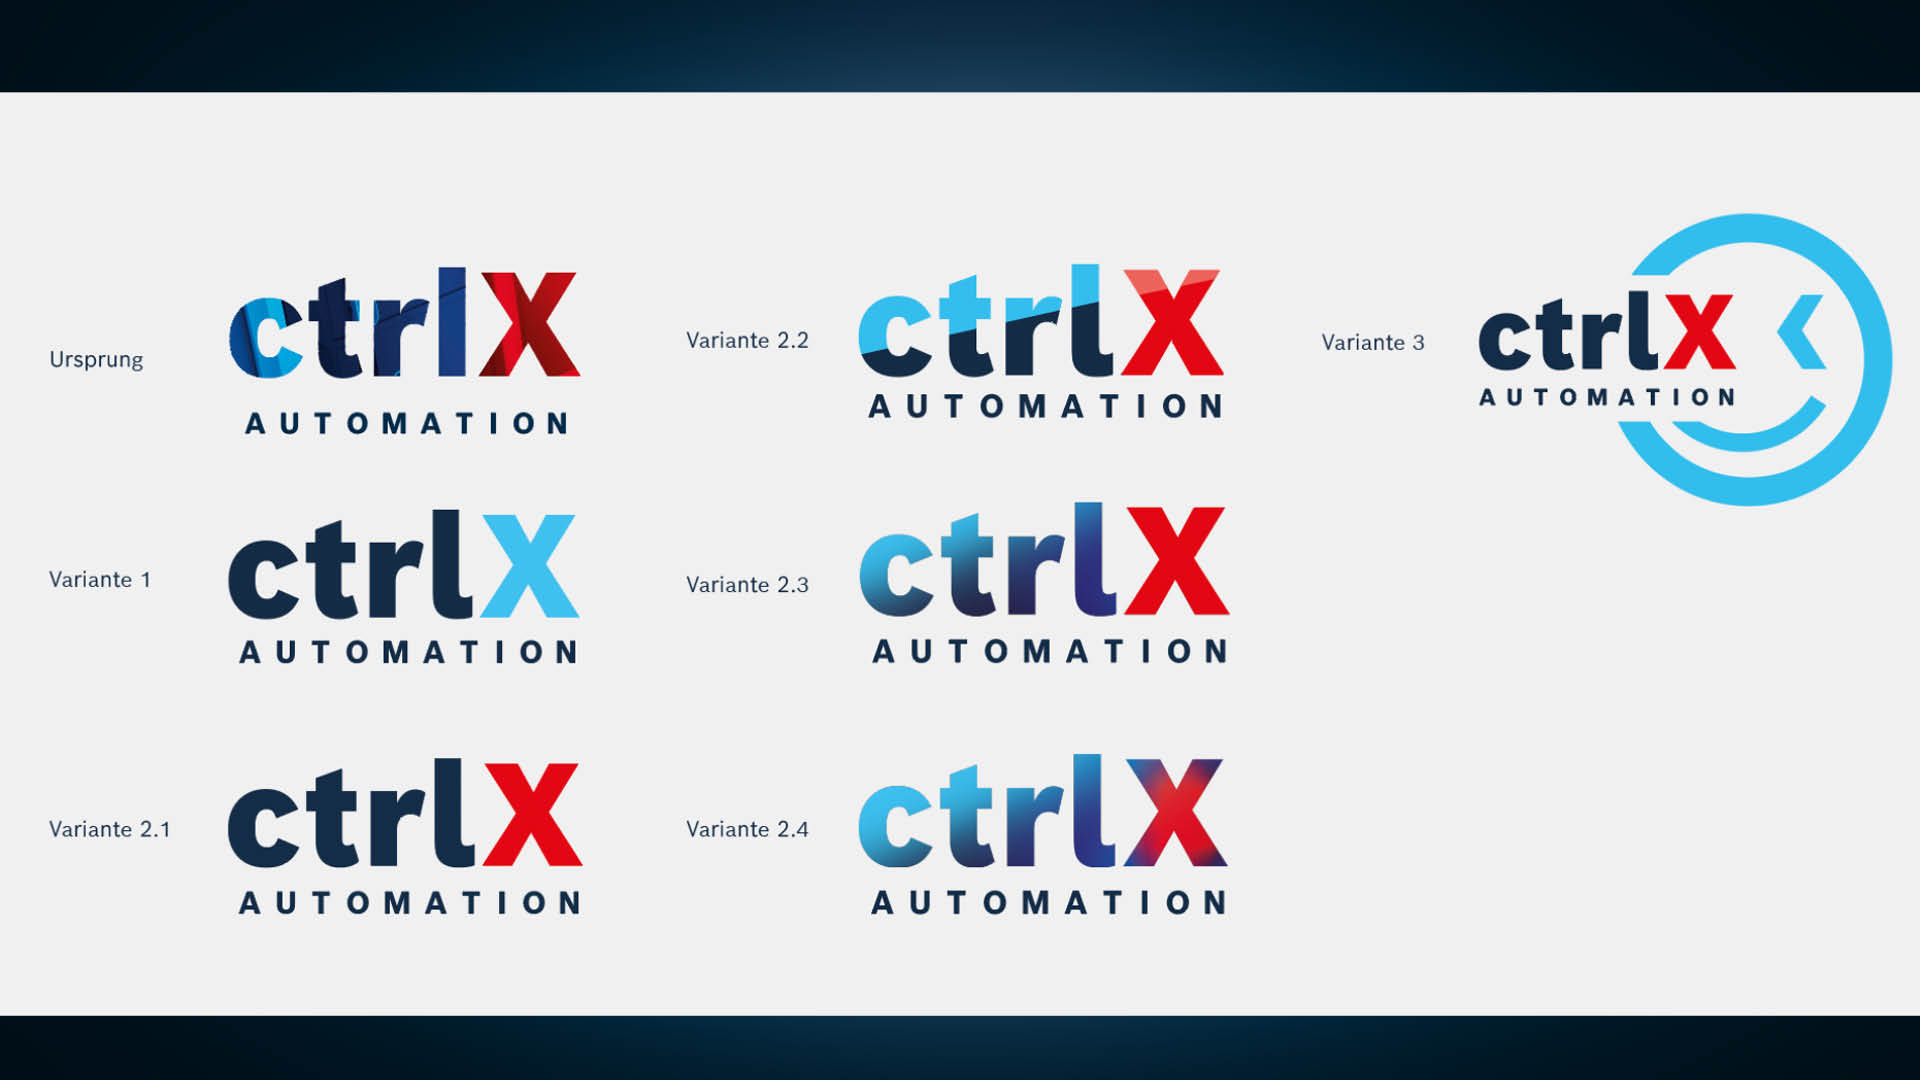 Ursprung
ctrlX
AUTOMATION
Variante 1
ctrlX
AUTOMATION
Variante 2.1
ctrlX
AUTOMATION
Variante 2.2
ctrlX
AUTOMATION
Variante 2.3
ctrlX
AUTOMATION
Variante 2.4
ctrlX
AUTOMATION
Variante 3
ctrlX
AUTOMATION